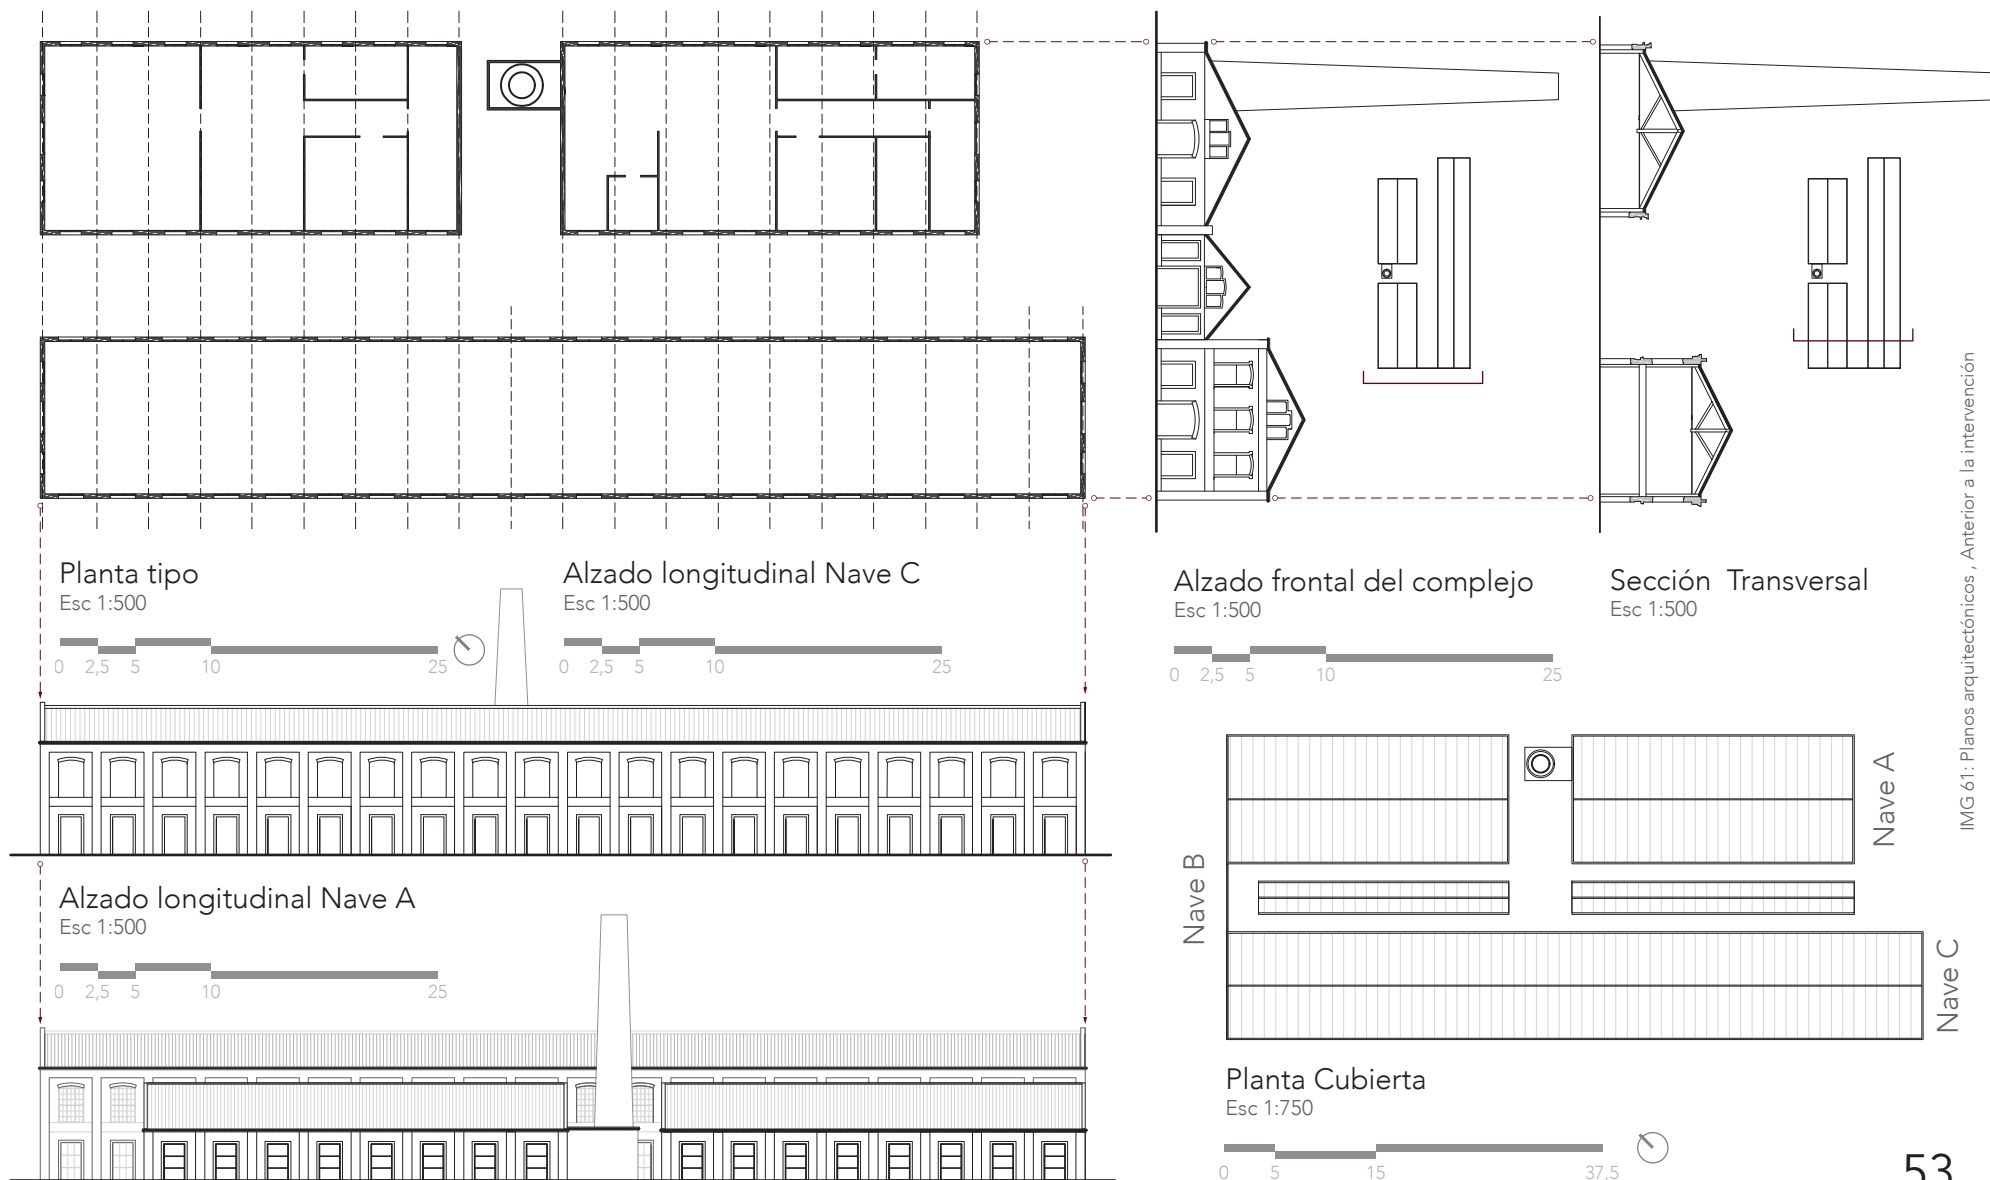 Planta tipo
Esc 1:500
0 2,5 5 10 25
Alzado longitudinal Nave C
Esc 1:500
0 2,5 5 10 25
Alzado frontal del complejo
Esc 1:500
0 2,5 5 10 25
Sección Transversal
Esc 1:500
IMG 61: Planos arquitectónicos , Anterior a la intervención
Alzado longitudinal Nave A
Esc 1:500
0 2,5 5 10 25
Nave A
Nave B
Nave C
Planta Cubierta
Esc 1:750
0 5 15 37,5
53